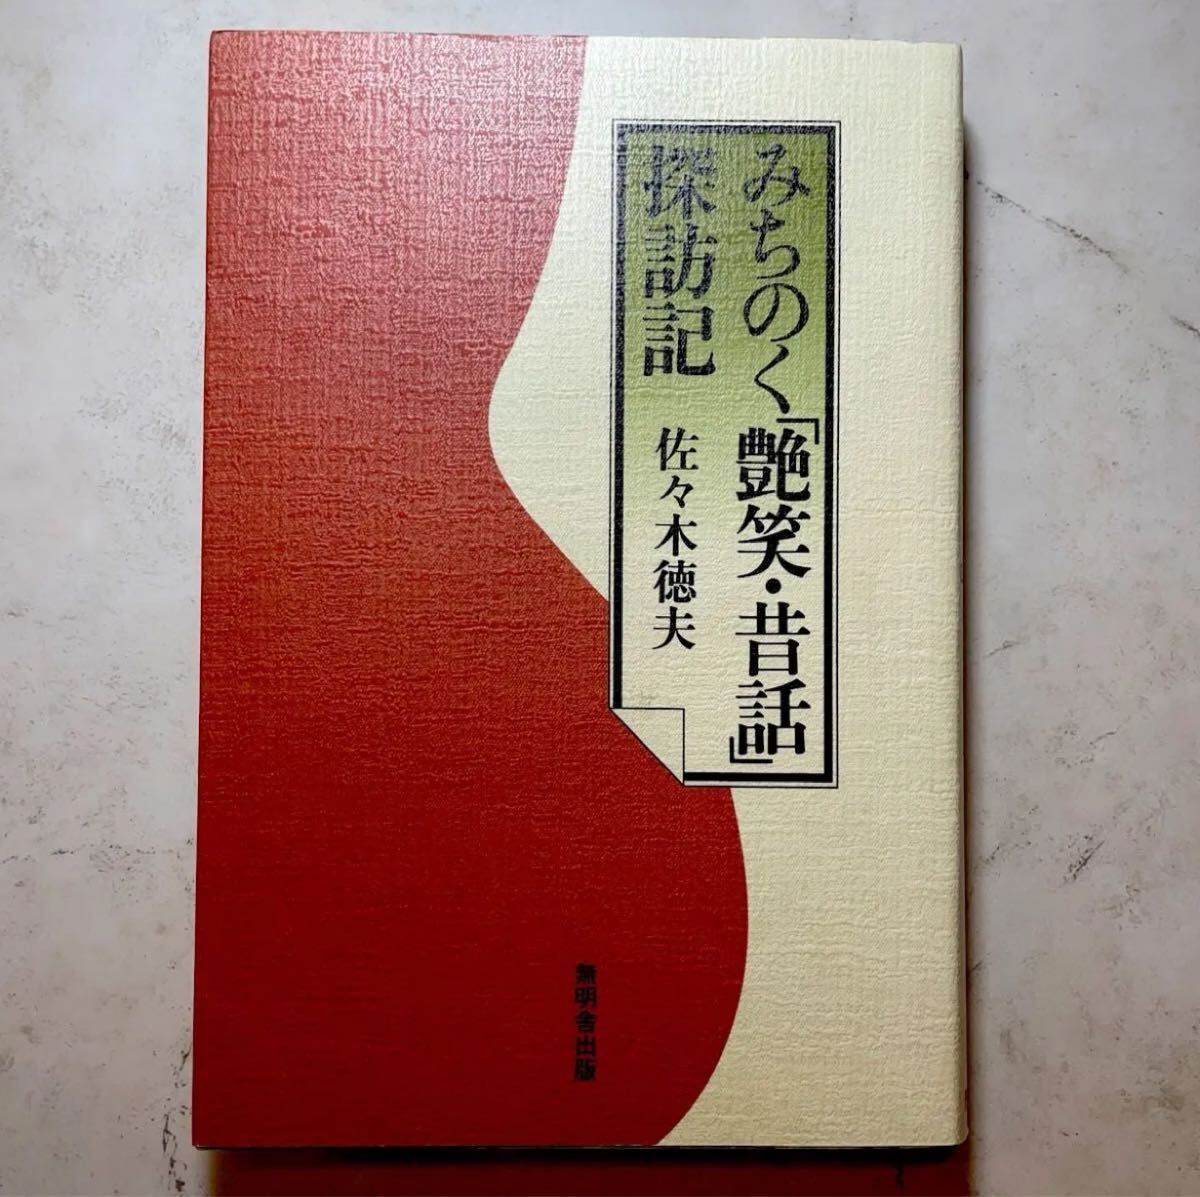 みちのく「艶笑・昔話」
探訪記
佐々木徳夫
無明舎出版